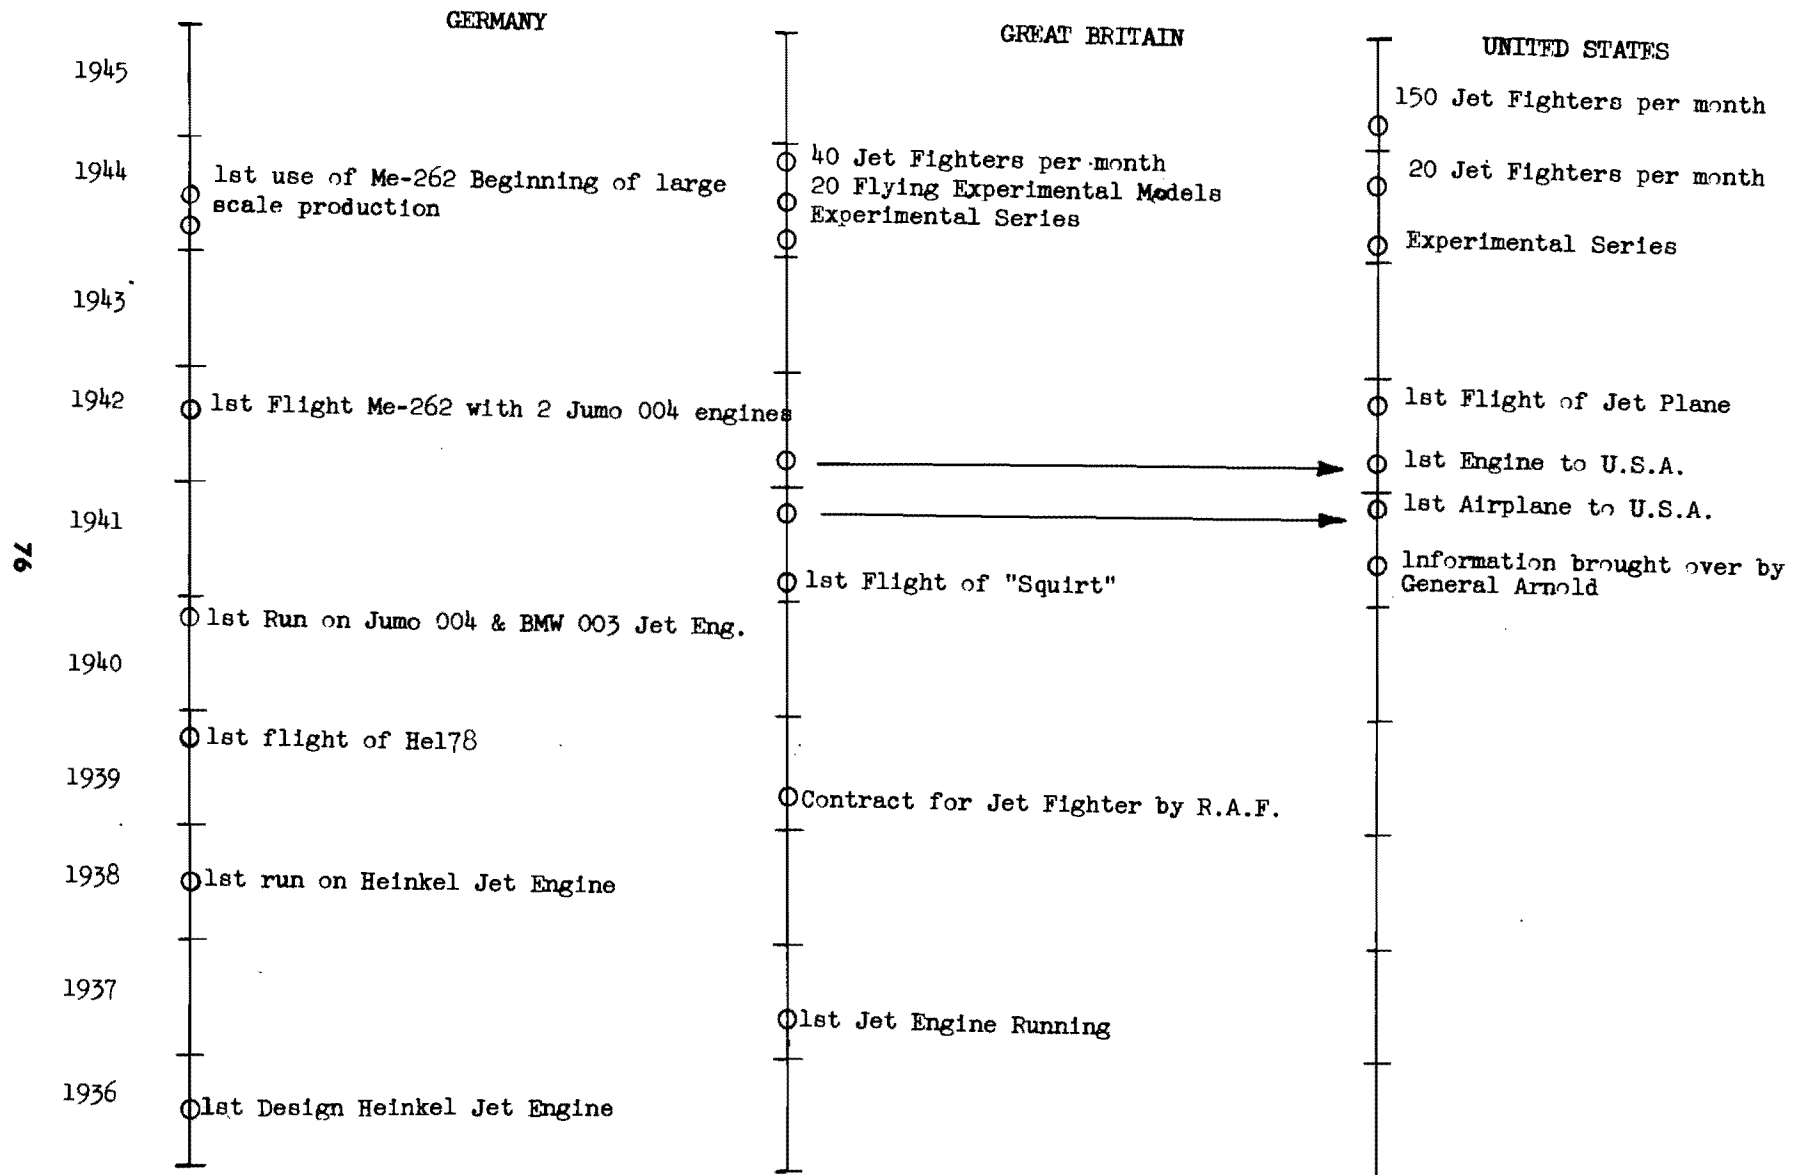 GERMANY
GREAT BRITAIN
UNITED STATES
1945
150 Jet Fighters per month
1944
1st use of Me-262 Beginning of large
scale production
40 Jet Fighters per month
20 Flying Experimental Models
Experimental Series
20 Jet Fighters per month
Experimental Series
1943
1942
1st Flight Me-262 with 2 Jumo 004 engines
1st Flight of Jet Plane
1st Engine to U.S.A.
1941
1st Airplane to U.S.A.
1st Flight of "Squirt"
Information brought over by
General Arnold
76
1st Run on Jumo 004 & BMW 003 Jet Eng.
1940
1st flight of He178
1939
Contract for Jet Fighter by R.A.F.
1938
1st run on Heinkel Jet Engine
1937
1st Jet Engine Running
1936
1st Design Heinkel Jet Engine